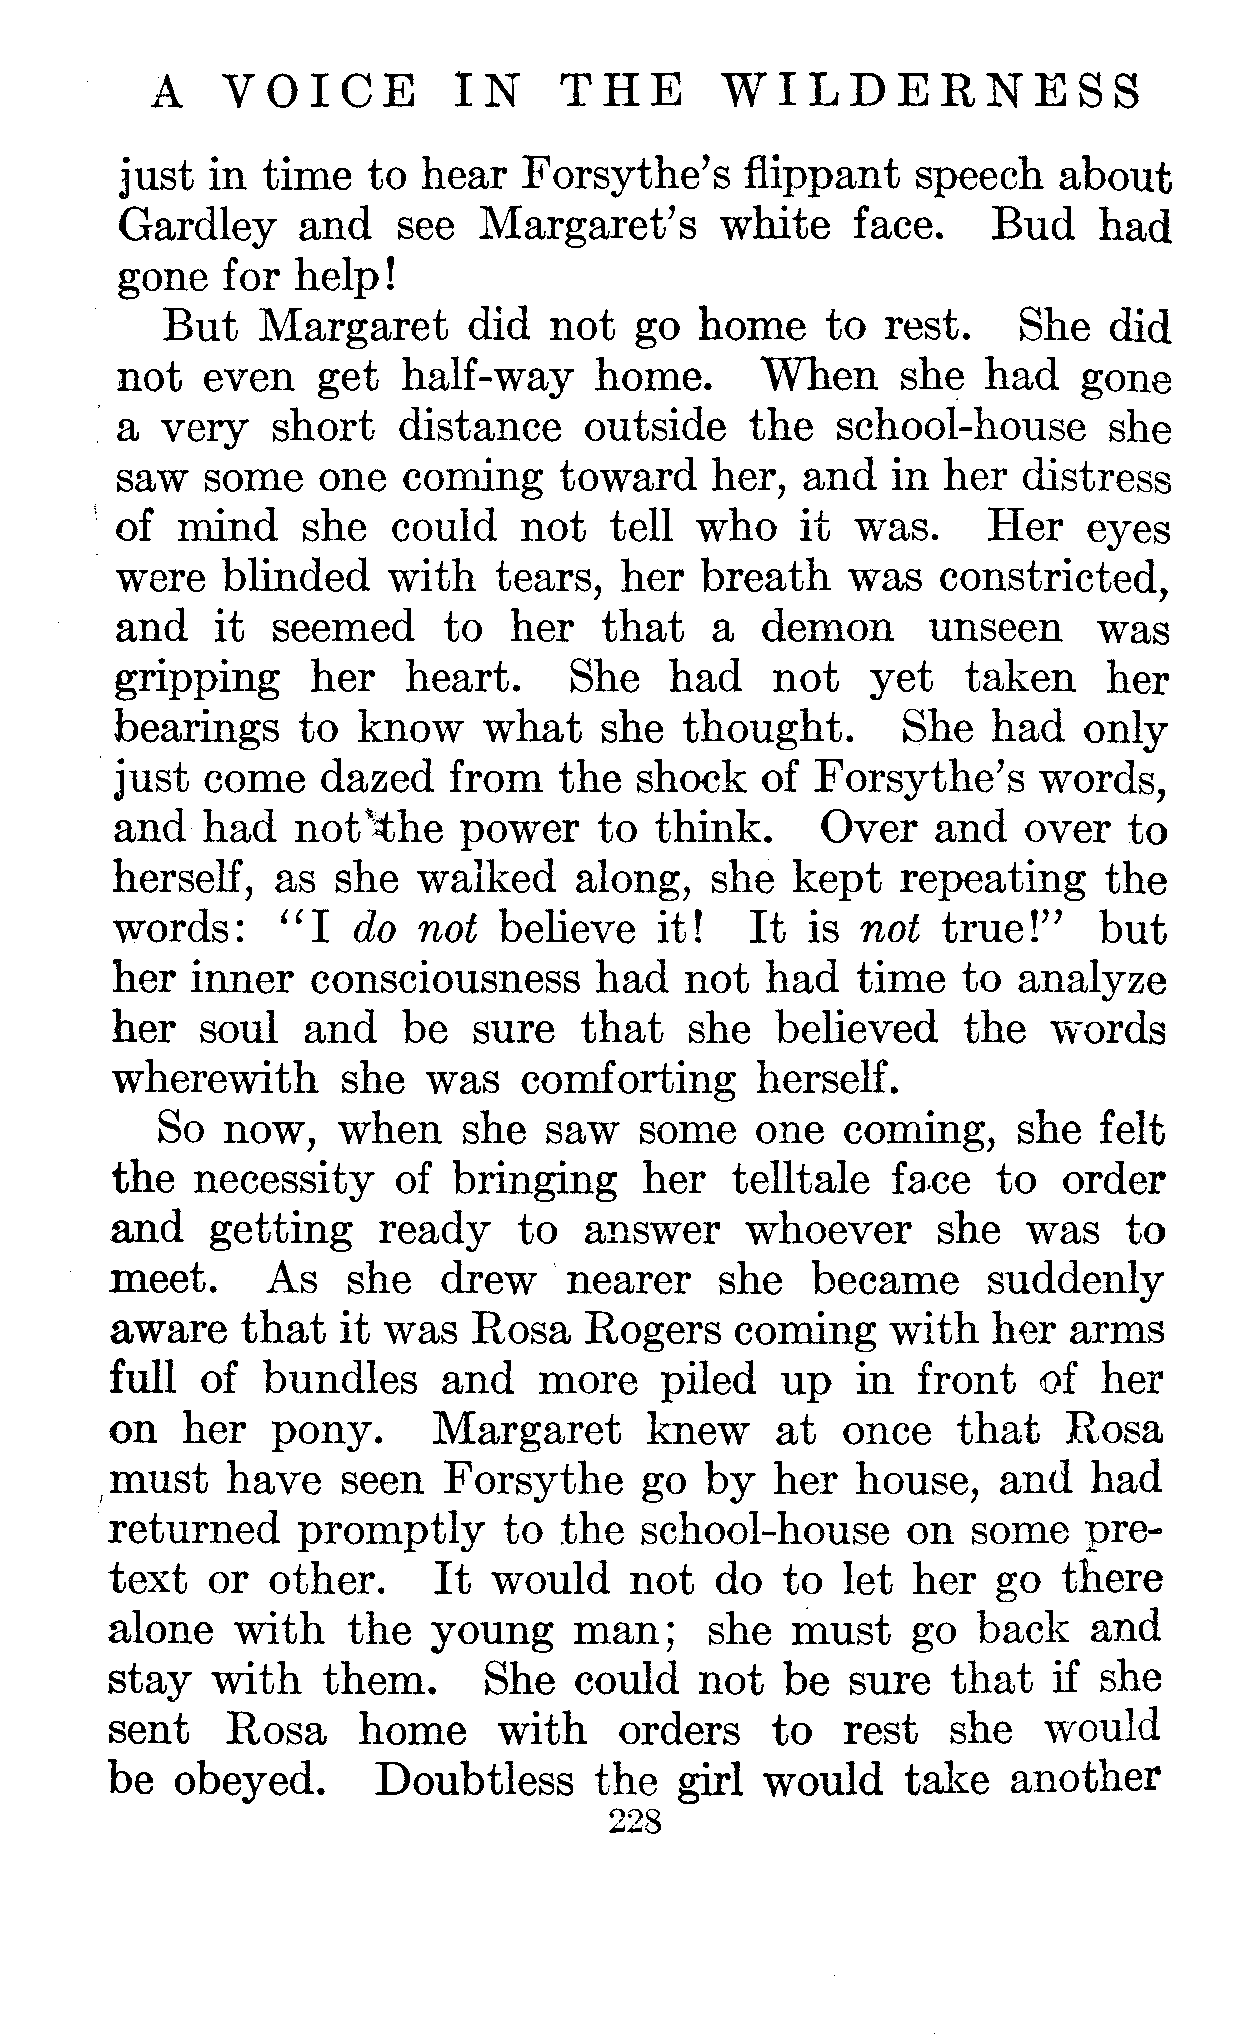 A VOICE IN THE WILDERNESS
just in time to hear Forsythe's flippant speech about
Gardley and see Margaret's white face. Bud had
gone for help!
But Margaret did not go home to rest. She did
not even get half-way home. When she had gone
a very short distance outside the school-house she
saw some one coming toward her, and in her distress
of mind she could not tell who it was. Her eyes
were blinded with tears, her breath was constricted,
and it seemed to her that a demon unseen was
gripping her heart. She had not yet taken her
bearings to know what she thought. She had only
just come dazed from the shock of Forsythe's words,
and had not the power to think. Over and over to
herself, as she walked along, she kept repeating the
words: "I do not believe it! It is not true!" but
her inner consciousness had not had time to analyze
her soul and be sure that she believed the words
wherewith she was comforting herself.
So now, when she saw some one coming, she felt
the necessity of bringing her telltale face to order
and getting ready to answer whoever she was to
meet. As she drew nearer she became suddenly
aware that it was Rosa Rogers coming with her arms
full of bundles and more piled up in front of her
on her pony. Margaret knew at once that Rosa
must have seen Forsythe go by her house, and had
returned promptly to the school-house on some pre-
text or other. It would not do to let her go there
alone with the young man; she must go back and
stay with them. She could not be sure that if she
sent Rosa home with orders to rest she would
be obeyed. Doubtless the girl would take another
228